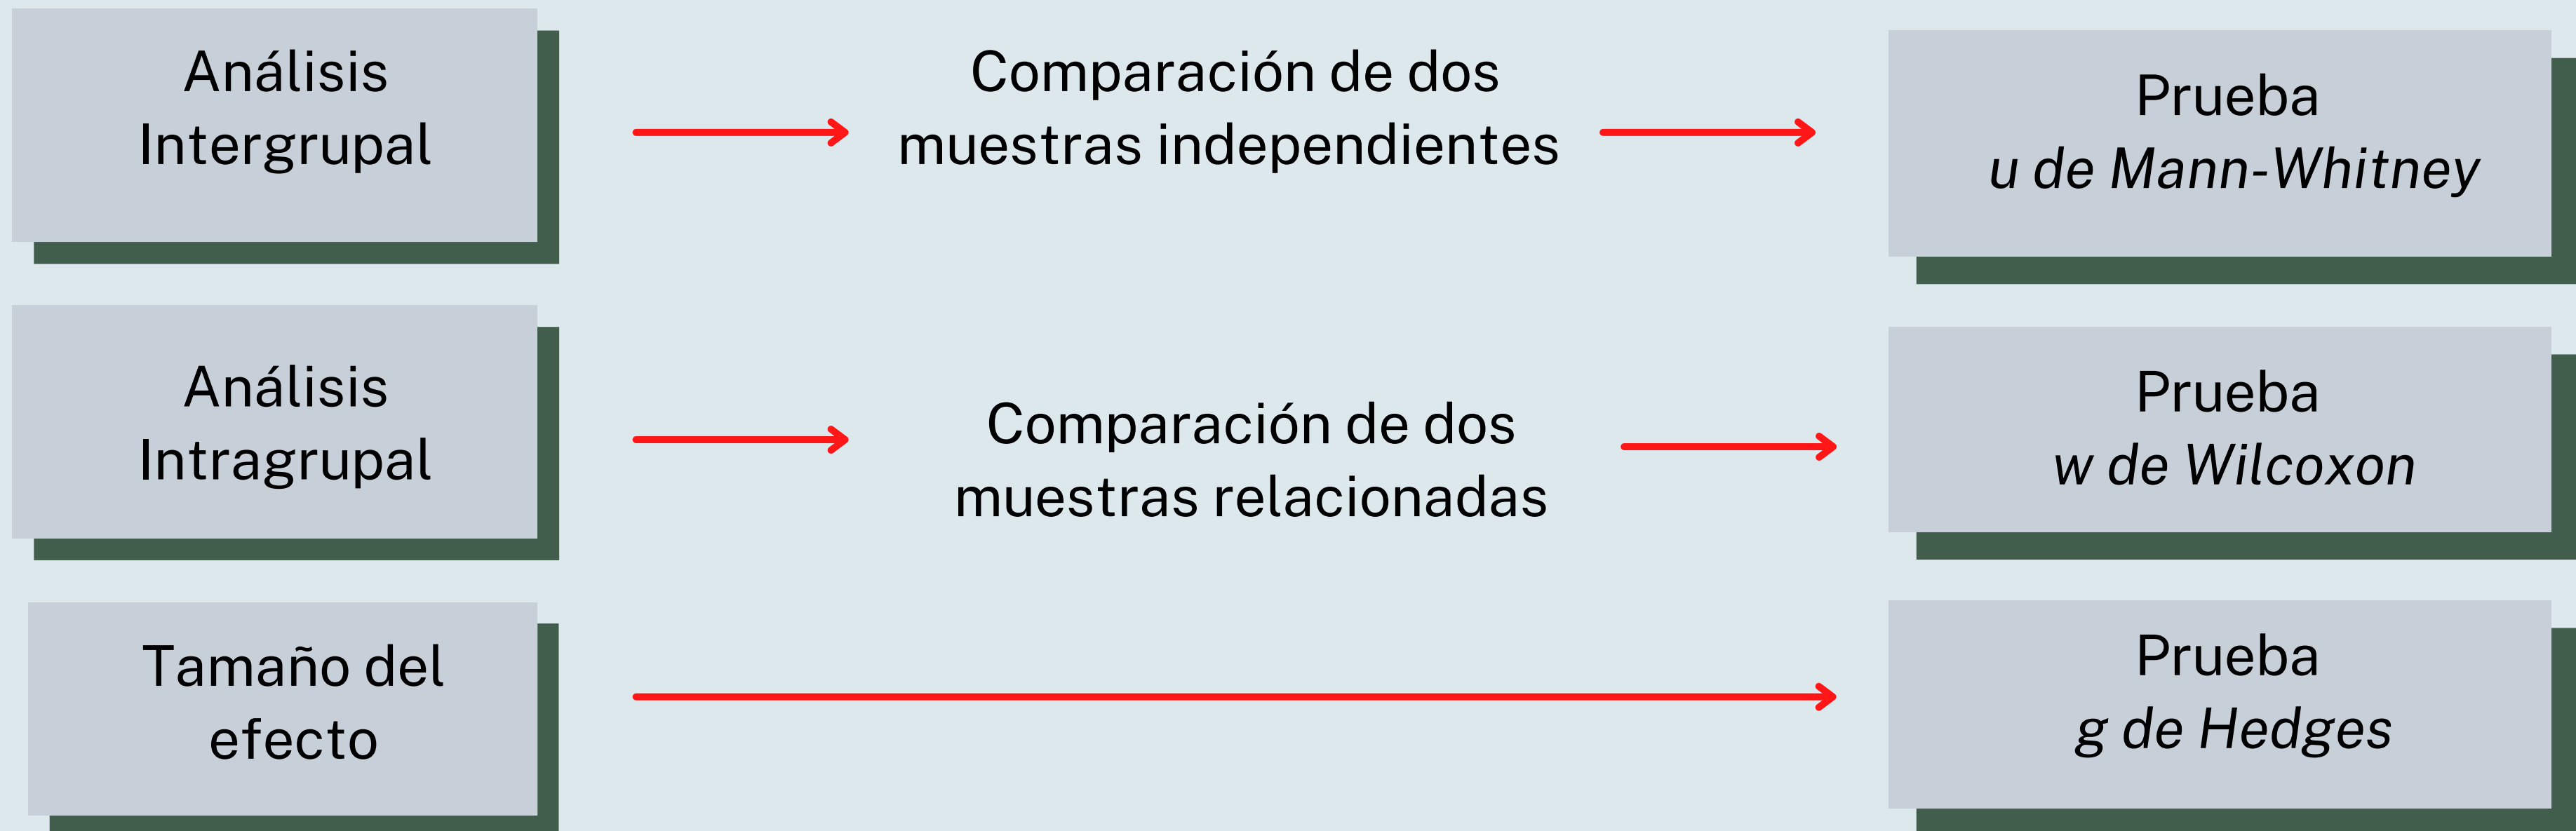 Análisis
Intergrupal
Comparación de dos
muestras independientes
Prueba
u de Mann-Whitney
Análisis
Intragrupal
Comparación de dos
muestras relacionadas
Prueba
w de Wilcoxon
Tamaño del
efecto
Prueba
g de Hedges